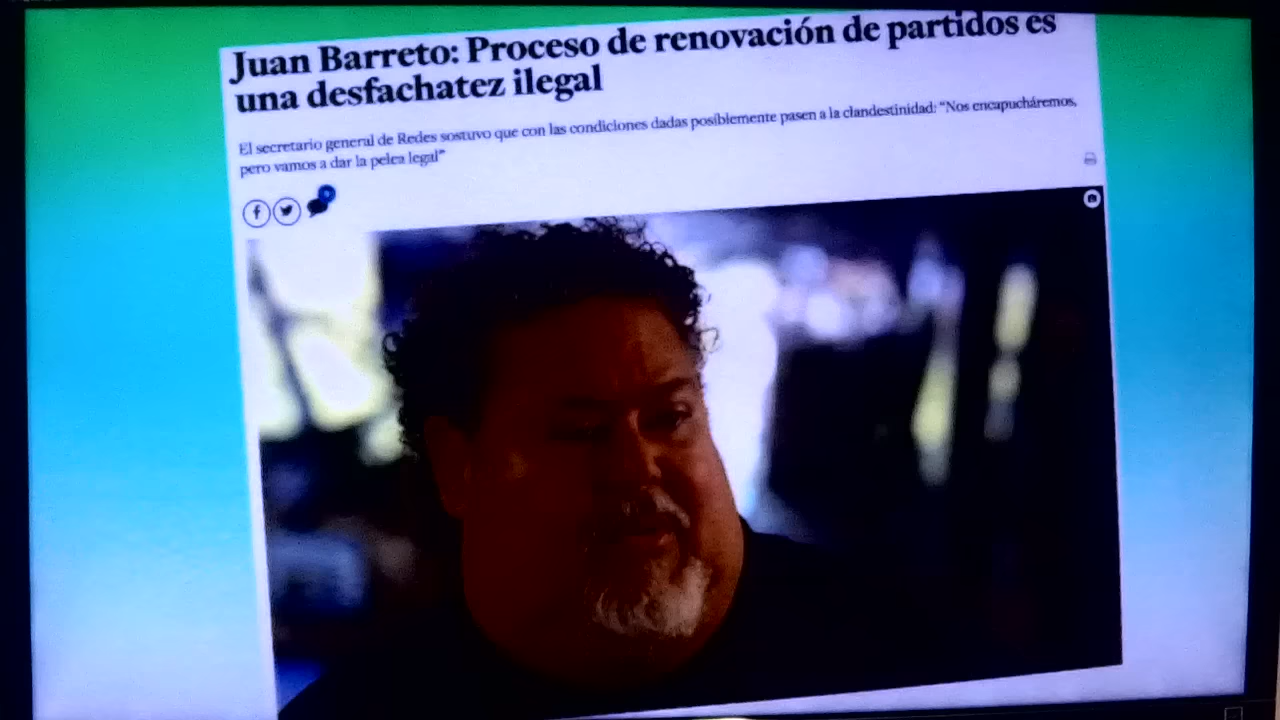 Juan Barreto: Proceso de renovación de partidos es
una desfachatez ilegal
El secretario general de Redes sostuvo que con las condiciones dadas posiblemente pasen a la clandestinidad: “Nos encapucháremos,
pero vamos a dar la pelea legal”